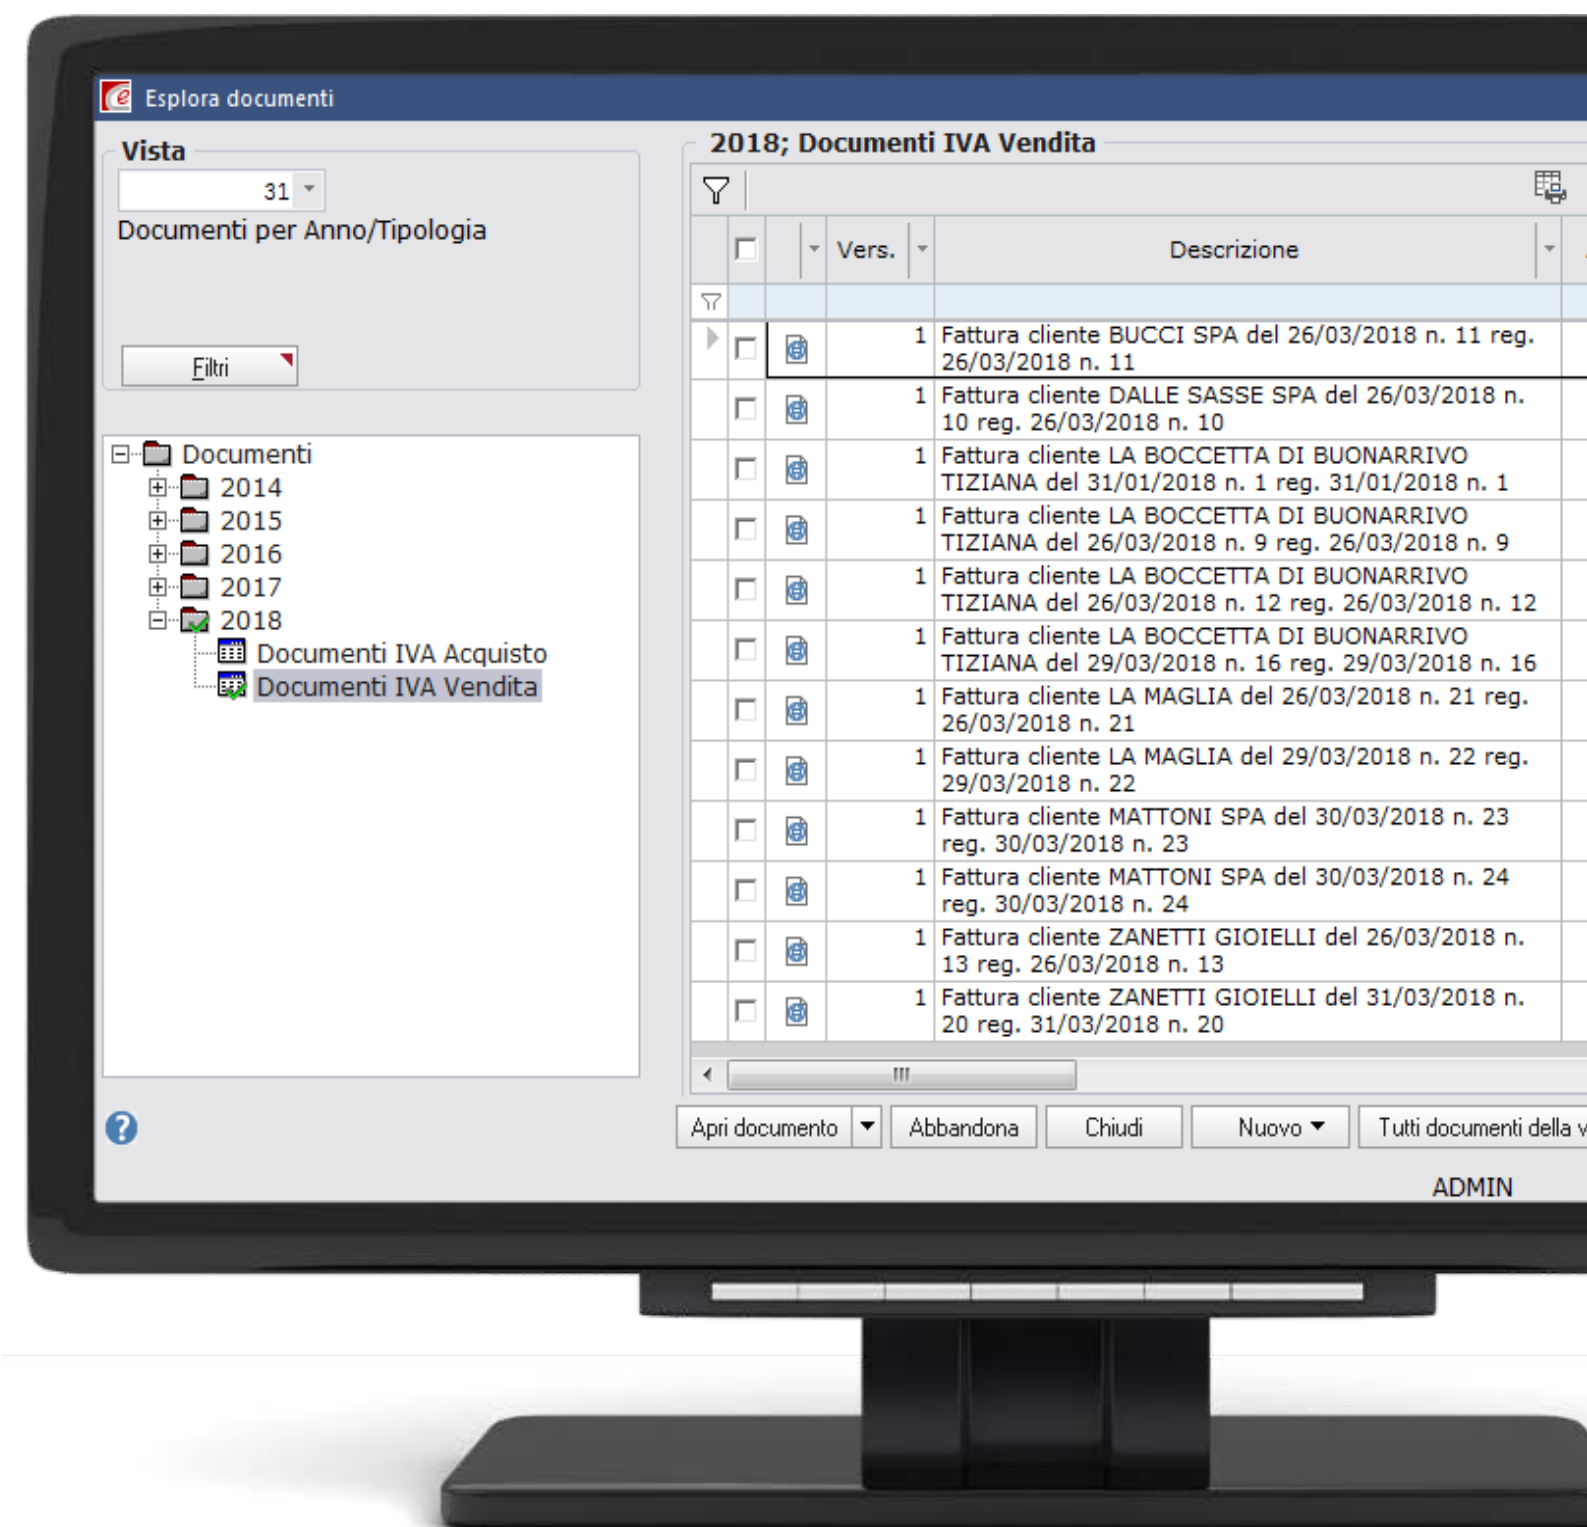 Esplora documenti
Vista
31
Documenti per Anno/Tipologia
Filtri
Documenti
2014
2015
2016
2017
2018
Documenti IVA Acquisto
Documenti IVA Vendita
2018; Documenti IVA Vendita
Vers. Descrizione
1 Fattura cliente BUCCI SPA del 26/03/2018 n. 11 reg.
26/03/2018 n. 11
1 Fattura cliente DALLE SASSE SPA del 26/03/2018 n.
10 reg. 26/03/2018 n. 10
1 Fattura cliente LA BOCCETTA DI BUONARRIVO
TIZIANA del 31/01/2018 n. 1 reg. 31/01/2018 n. 1
1 Fattura cliente LA BOCCETTA DI BUONARRIVO
TIZIANA del 26/03/2018 n. 9 reg. 26/03/2018 n. 9
1 Fattura cliente LA BOCCETTA DI BUONARRIVO
TIZIANA del 26/03/2018 n. 12 reg. 26/03/2018 n. 12
1 Fattura cliente LA BOCCETTA DI BUONARRIVO
TIZIANA del 29/03/2018 n. 16 reg. 29/03/2018 n. 16
1 Fattura cliente LA MAGLIA del 26/03/2018 n. 21 reg.
26/03/2018 n. 21
1 Fattura cliente LA MAGLIA del 29/03/2018 n. 22 reg.
29/03/2018 n. 22
1 Fattura cliente MATTONI SPA del 30/03/2018 n. 23
reg. 30/03/2018 n. 23
1 Fattura cliente MATTONI SPA del 30/03/2018 n. 24
reg. 30/03/2018 n. 24
1 Fattura cliente ZANETTI GIOIELLI del 26/03/2018 n.
13 reg. 26/03/2018 n. 13
1 Fattura cliente ZANETTI GIOIELLI del 31/03/2018 n.
20 reg. 31/03/2018 n. 20
Apri documento Abbandona Chiudi Nuovo Tutti documenti della v
ADMIN